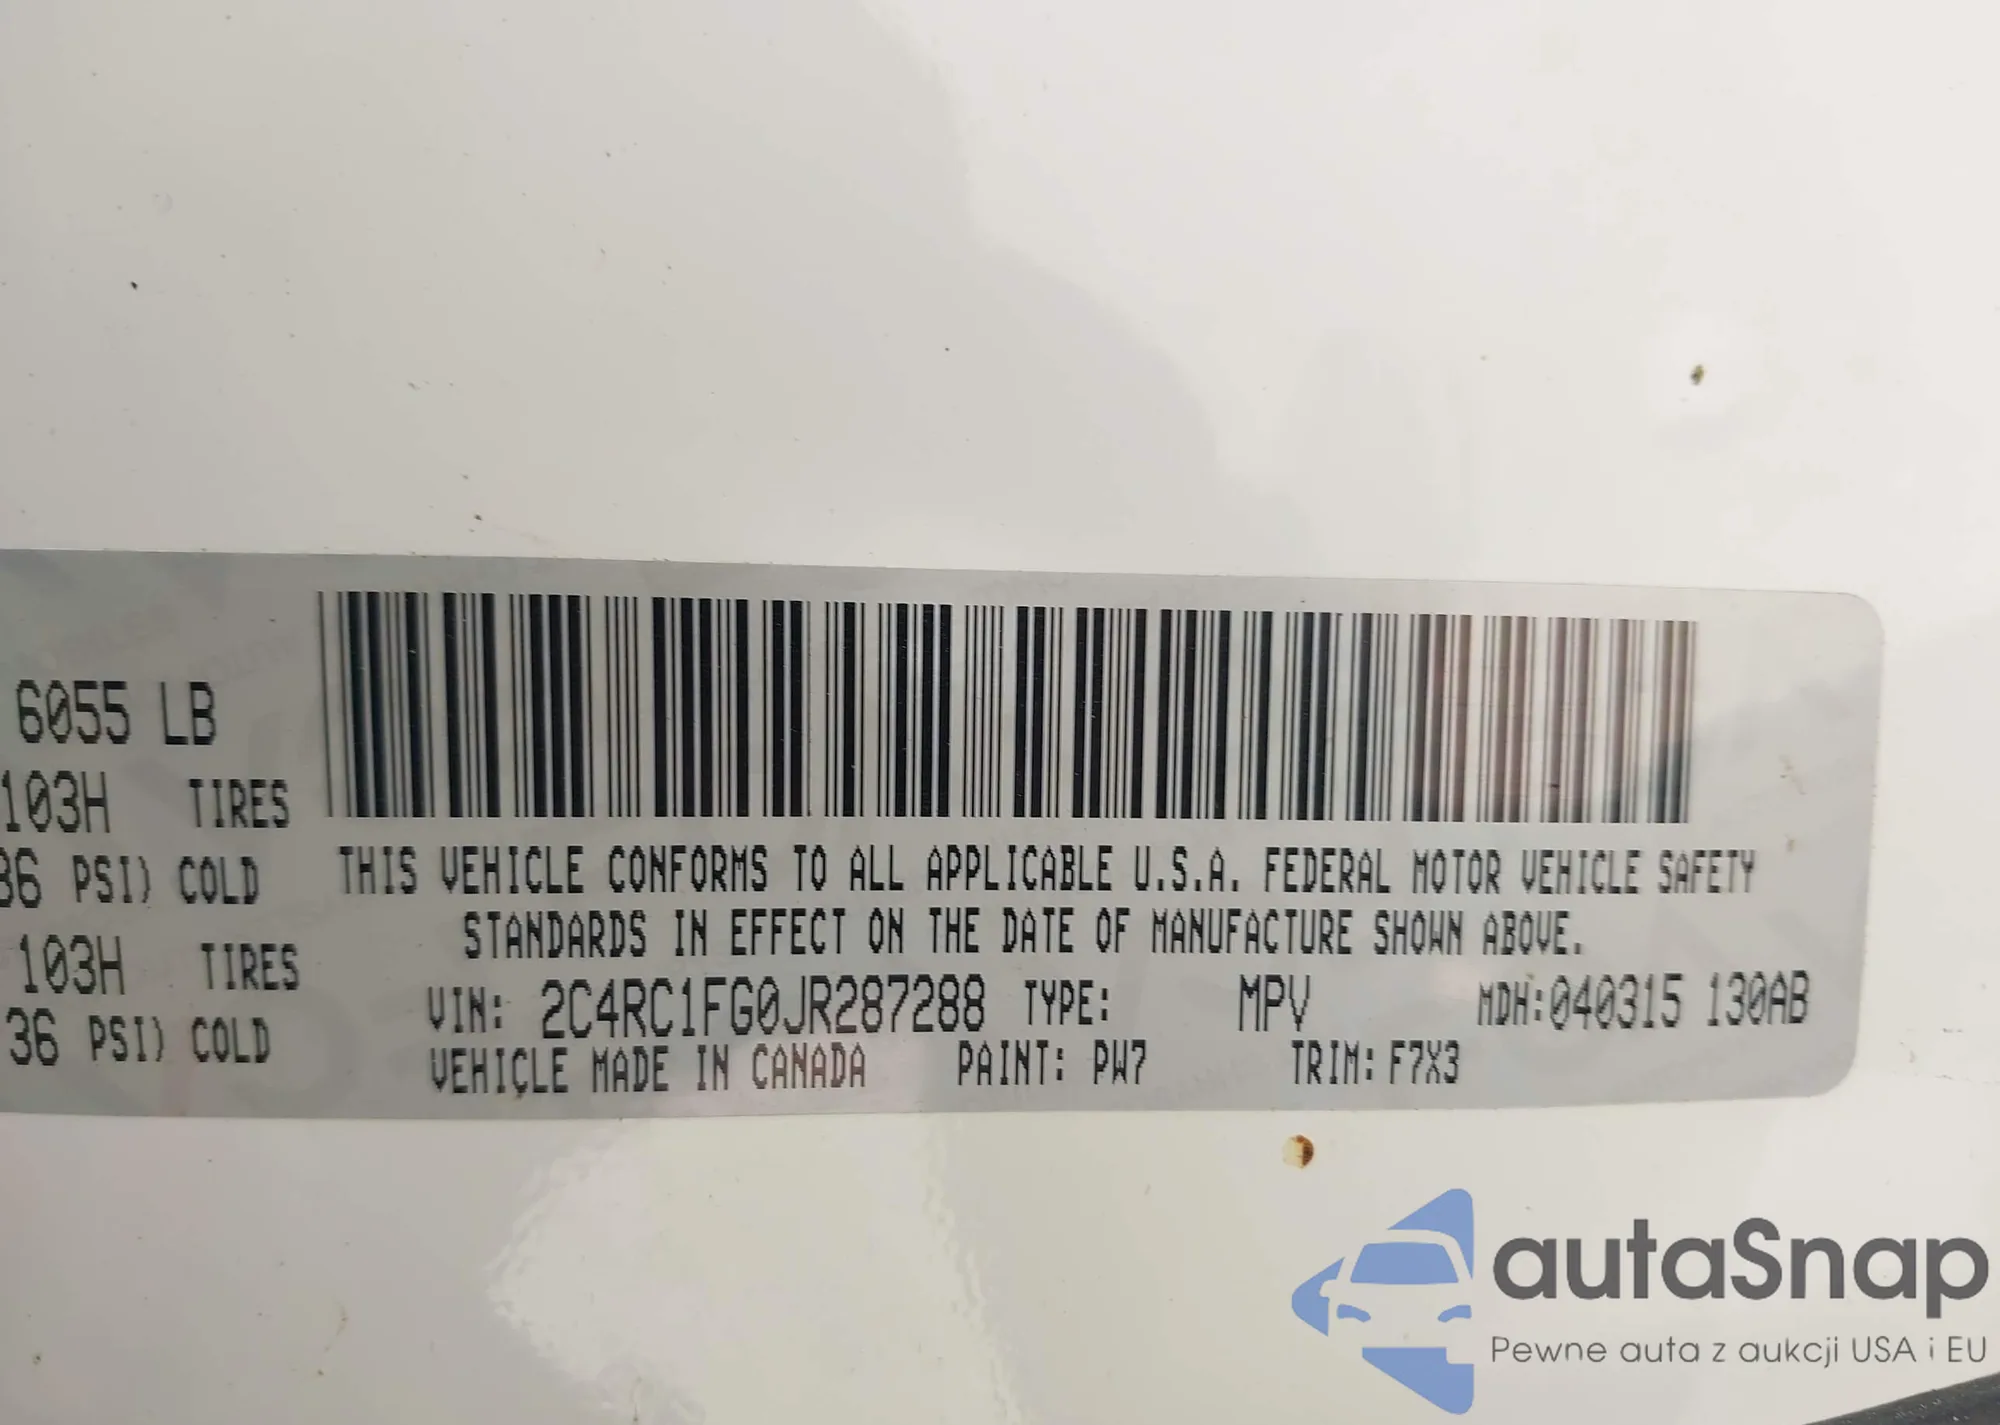 6055 LB
103H TIRES
36 PSI) COLD
103H TIRES
36 PSI) COLD
THIS VEHICLE CONFORMS TO ALL APPLICABLE U.S.A. FEDERAL MOTOR VEHICLE SAFETY
STANDARDS IN EFFECT ON THE DATE OF MANUFACTURE SHOWN ABOVE.
VIN: 2C4RC1FG0JR287288 TYPE: MPV MDH:040315 130AB
VEHICLE MADE IN CANADA PAINT: PW7 TRIM: F7X3
autaSnap
Pewne auta z aukcji USA i EU